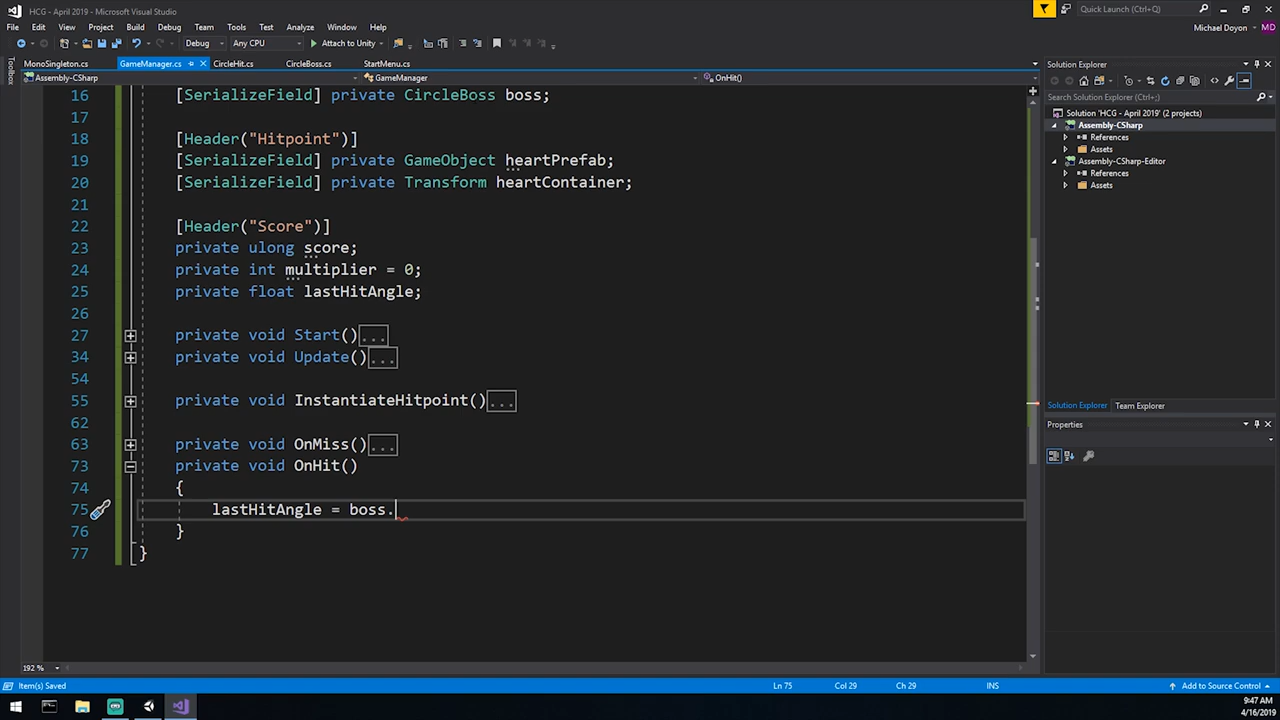 HCG - April 2019 - Microsoft Visual Studio
Quick Launch (Ctrl+;)
File Edit View Project Build Debug Team Tools Test Analyze Window Help
Michael Doyon MD
Debug Any CPU Attach to Unity
Toolbox
MonoSingleton.cs GameManager.cs CircleHit.cs CircleBoss.cs StartMenu.cs
Assembly-CSharp GameManager OnHit()
16 [SerializeField] private CircleBoss boss;
17
18 [Header("Hitpoint")]
19 [SerializeField] private GameObject heartPrefab;
20 [SerializeField] private Transform heartContainer;
21
22 [Header("Score")]
23 private ulong score;
24 private int multiplier = 0;
25 private float lastHitAngle;
26
27 private void Start()...
34 private void Update()...
54
55 private void InstantiateHitpoint()...
62
63 private void OnMiss()...
73 private void OnHit()
74 {
75 lastHitAngle = boss.
76 }
77 }
192 %
Solution Explorer
Search Solution Explorer (Ctrl+;)
Solution 'HCG - April 2019' (2 projects)
Assembly-CSharp
References
Assets
Assembly-CSharp-Editor
References
Assets
Solution Explorer Team Explorer
Properties
Item(s) Saved Ln 75 Col 29 Ch 29 INS Add to Source Control
9:47 AM
4/16/2019